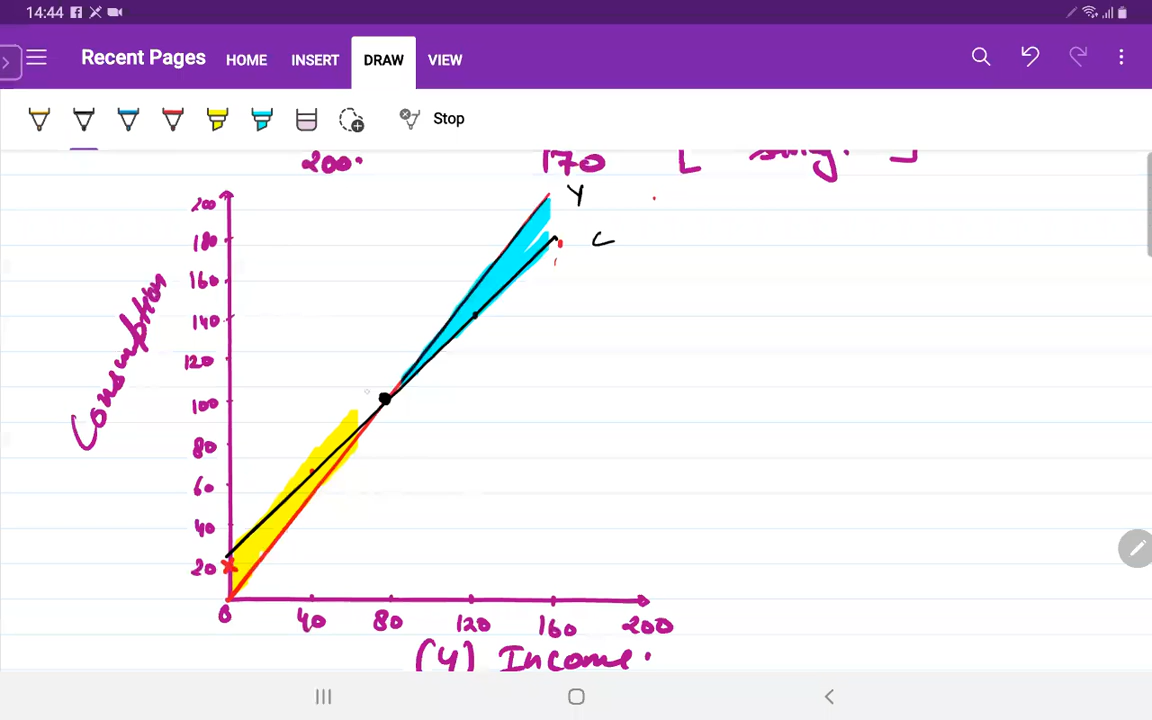 14:44
Recent Pages HOME INSERT DRAW VIEW
Stop
200. 170 [ ]
200 Y
180 C
160
140
120
100
80
60
40
20
Consumption
0 40 80 120 160 200
(Y) Income.